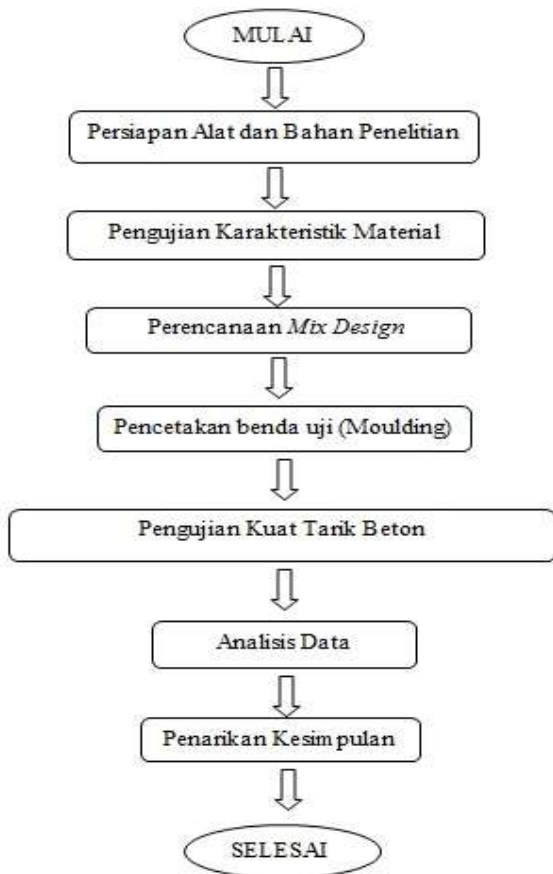 MULAI
Persiapan Alat dan Bahan Penelitian
Pengujian Karakteristik Material
Perencanaan Mix Design
Pencetakan benda uji (Moulding)
Pengujian Kuat Tarik Beton
Analisis Data
Penarikan Kesimpulan
SELESAI